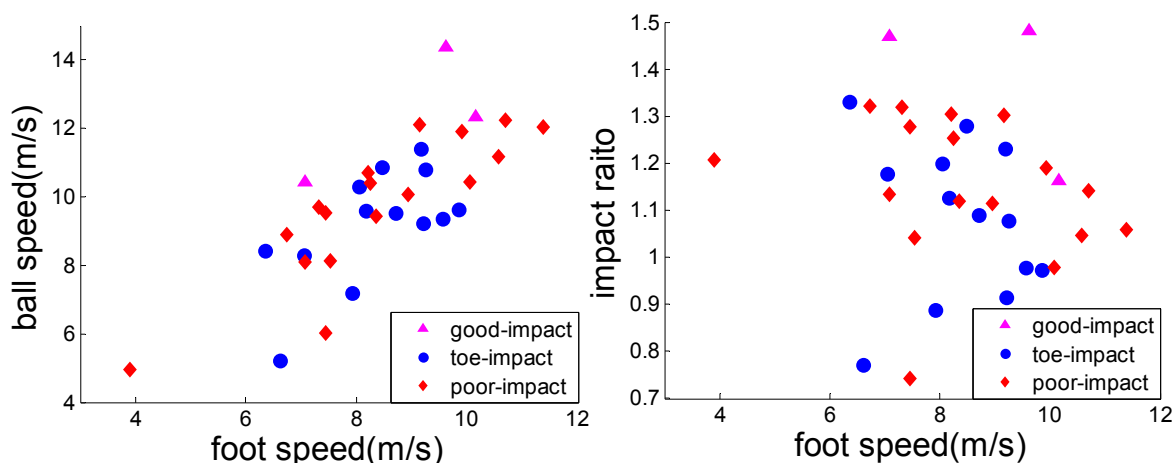 ball speed(m/s)
14
12
10
8
6
4
4
6
8
10
12
foot speed(m/s)
good-impact
toe-impact
poor-impact
impact raito
1.5
1.4
1.3
1.2
1.1
1
0.9
0.8
0.7
4
6
8
10
12
foot speed(m/s)
good-impact
toe-impact
poor-impact